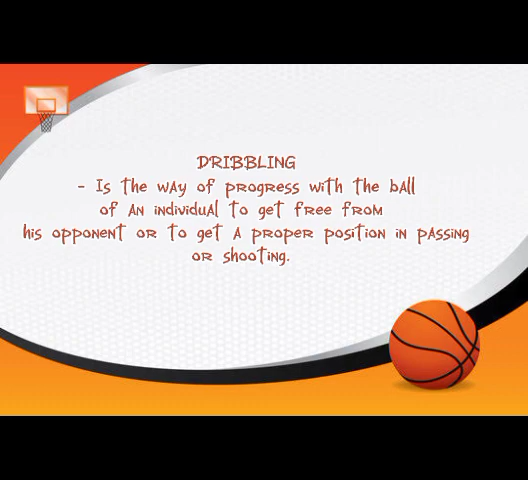 DRIBBLING
- Is the way of progress with the ball
of an individual to get free from
his opponent or to get a proper position in passing
or shooting.